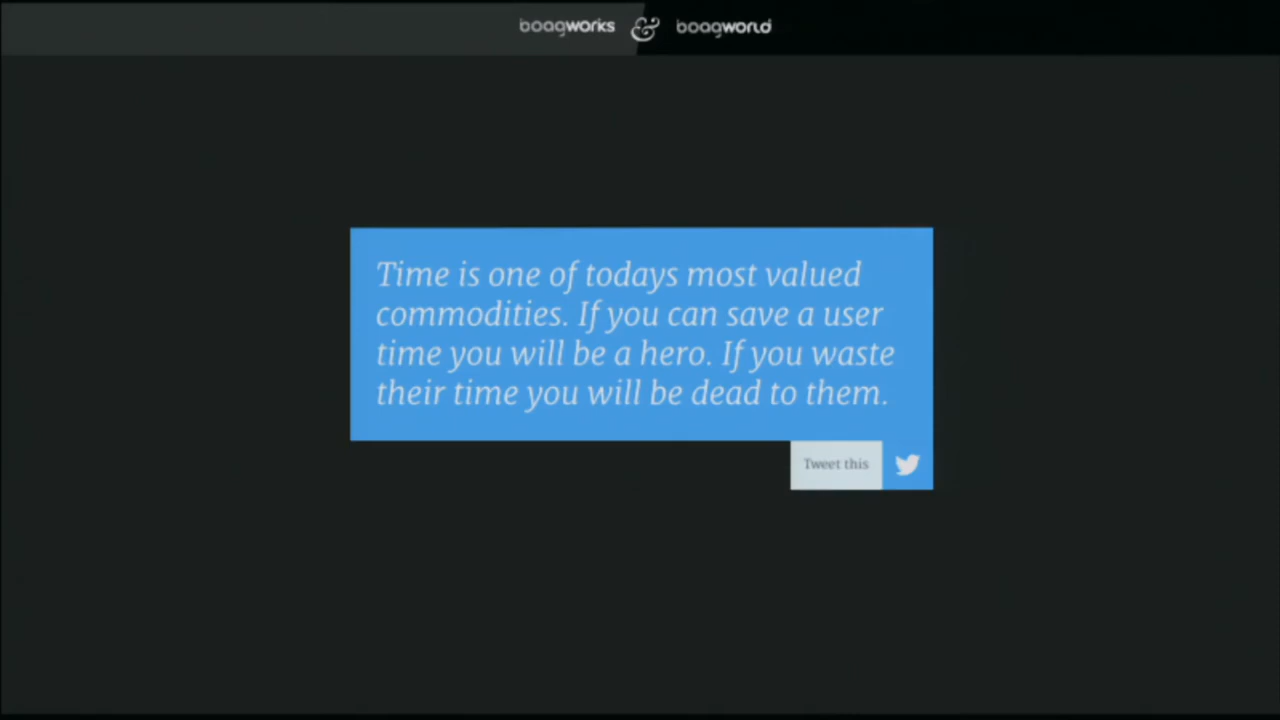 boagworks & boagworld
Time is one of todays most valued
commodities. If you can save a user
time you will be a hero. If you waste
their time you will be dead to them.
Tweet this